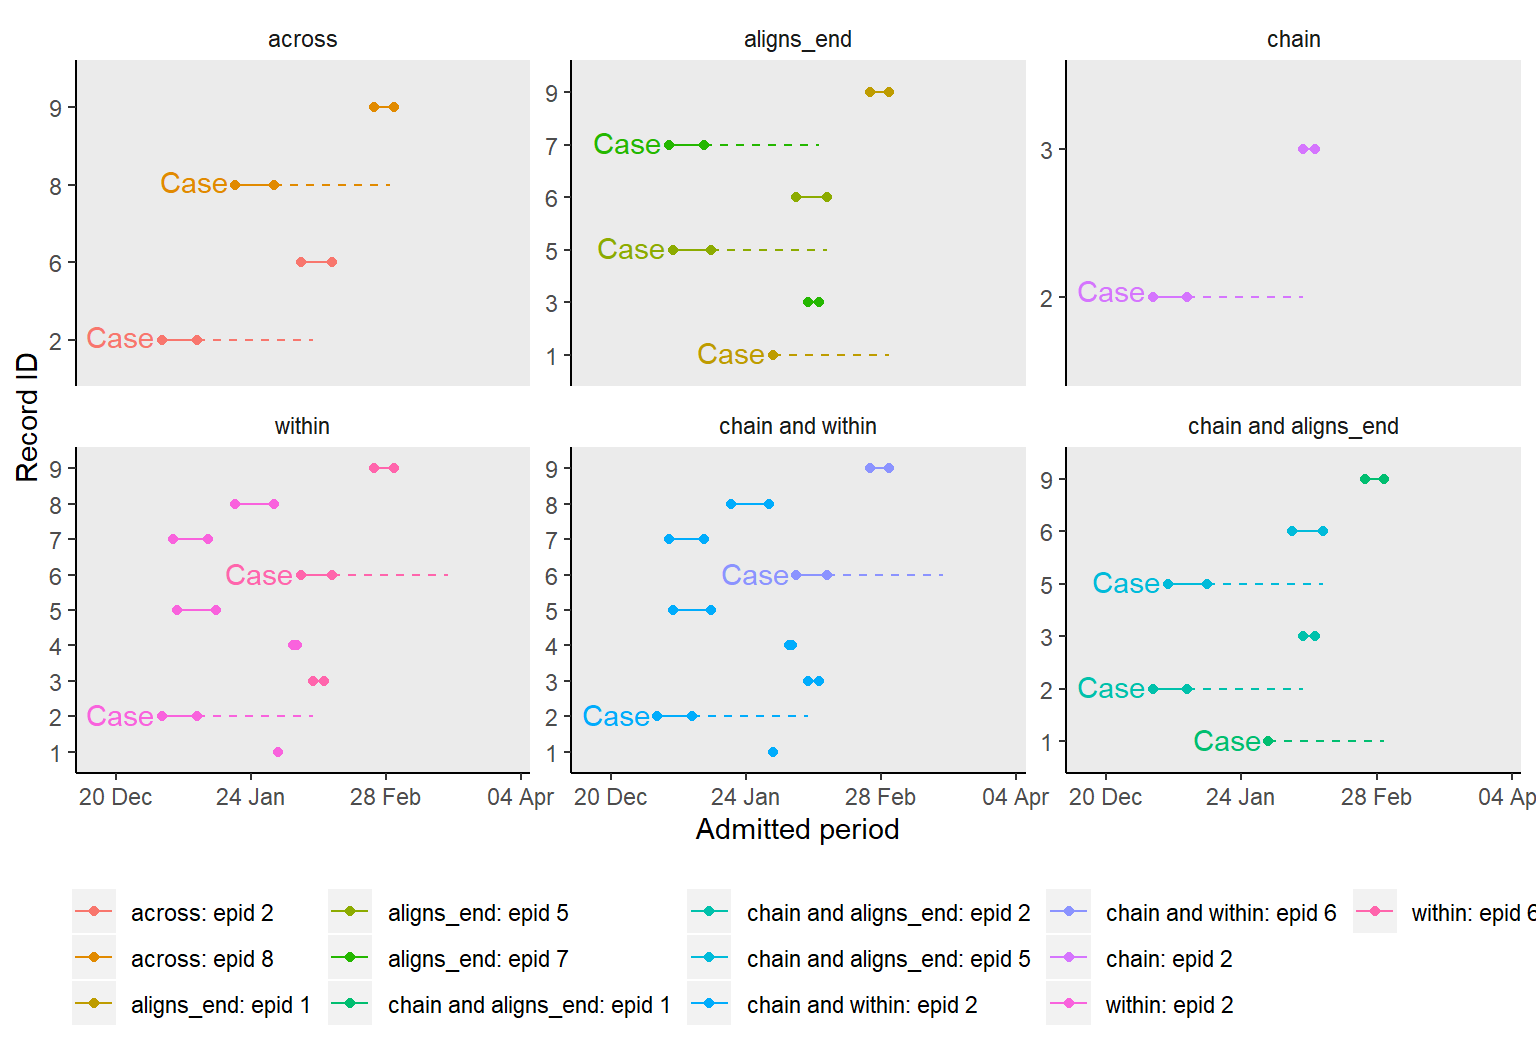 across
aligns_end
chain
9
8
Case
6
2
Case
9
7
Case
6
5
Case
3
1
Case
3
2
Case
Record ID
within
chain and within
chain and aligns_end
9
8
7
6
Case
5
4
3
2
Case
1
9
8
7
6
Case
5
4
3
2
Case
1
9
6
5
Case
3
2
Case
1
Case
20 Dec 24 Jan 28 Feb 04 Apr
20 Dec 24 Jan 28 Feb 04 Apr
20 Dec 24 Jan 28 Feb 04 Ap
Admitted period
across: epid 2
across: epid 8
aligns_end: epid 1
aligns_end: epid 5
aligns_end: epid 7
chain and aligns_end: epid 1
chain and aligns_end: epid 2
chain and aligns_end: epid 5
chain and within: epid 2
chain and within: epid 6
chain: epid 2
within: epid 2
within: epid 6